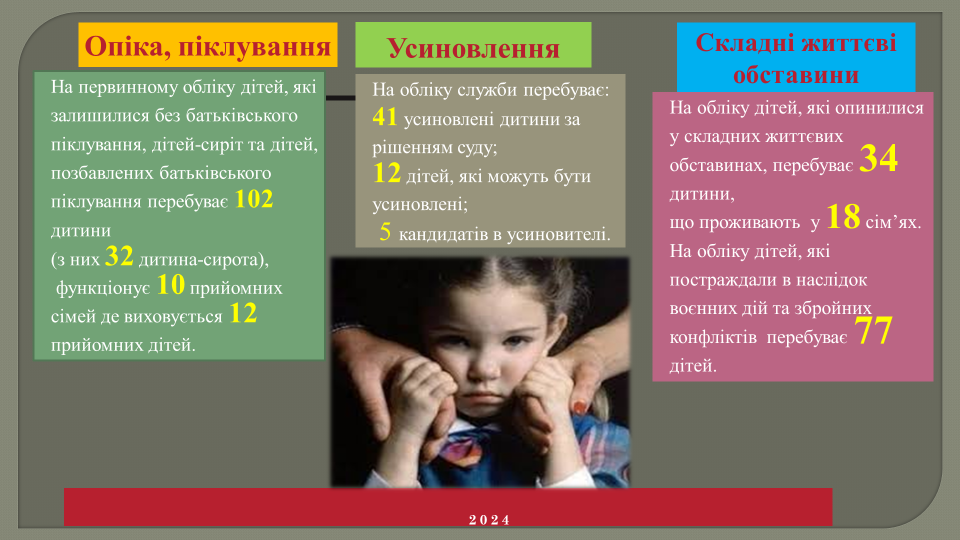 Опіка, піклування
На первинному обліку дітей, які
залишилися без батьківського
піклування, дітей-сиріт та дітей,
позбавлених батьківського
піклування перебуває 102
дитини
(з них 32 дитина-сирота),
функціонує 10 прийомних
сімей де виховується 12
прийомних дітей.
Усиновлення
На обліку служби перебуває:
41 усиновлені дитини за
рішенням суду;
12 дітей, які можуть бути
усиновлені;
5 кандидатів в усиновителі.
Складні життєві
обставини
На обліку дітей, які опинилися
у складних життєвих
обставинах, перебуває 34
дитини,
що проживають у 18 сім’ях.
На обліку дітей, які
постраждали в наслідок
воєнних дій та збройних
конфліктів перебуває 77
дітей.
2024